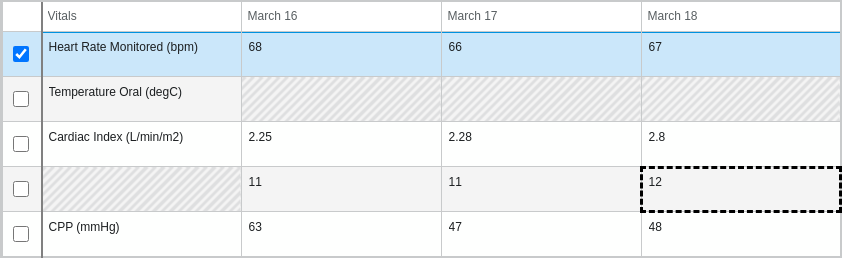 Vitals March 16 March 17 March 18
Heart Rate Monitored (bpm) 68 66 67
Temperature Oral (degC)
Cardiac Index (L/min/m2) 2.25 2.28 2.8
11 11 12
CPP (mmHg) 63 47 48